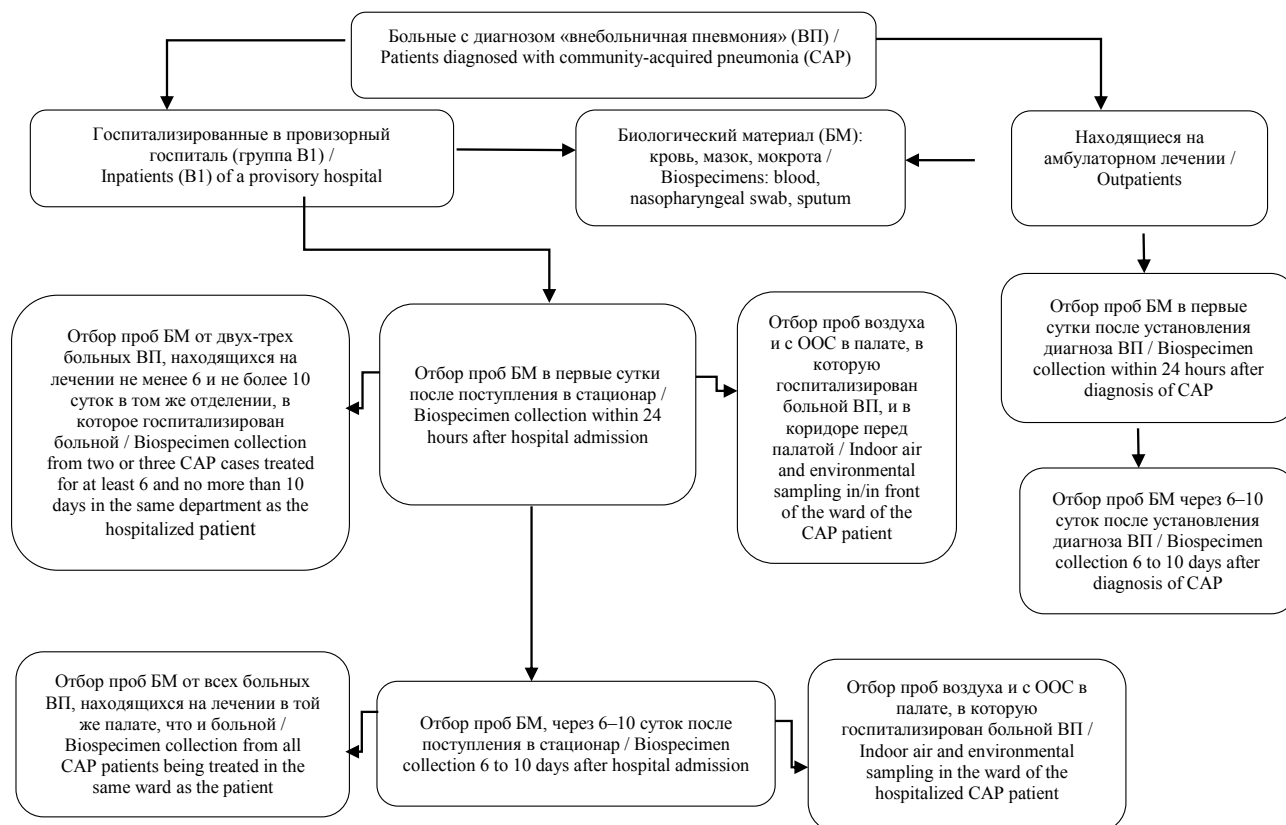 Больные с диагнозом «внебольничная пневмония» (ВП) /
Patients diagnosed with community-acquired pneumonia (CAP)
Госпитализированные в провизорный
госпиталь (группа В1) /
Inpatients (B1) of a provisory hospital
Биологический материал (БМ):
кровь, мазок, мокрота /
Biospecimens: blood,
nasopharyngeal swab, sputum
Находящиеся на
амбулаторном лечении /
Outpatients
Отбор проб БМ от двух-трех
больных ВП, находящихся на
лечении не менее 6 и не более 10
суток в том же отделении, в
которое госпитализирован
больной / Biospecimen collection
from two or three CAP cases treated
for at least 6 and no more than 10
days in the same department as the
hospitalized patient
Отбор проб БМ в первые сутки
после поступления в стационар /
Biospecimen collection within 24
hours after hospital admission
Отбор проб воздуха
и с ООС в палате, в
которую
госпитализирован
больной ВП, и в
коридоре перед
палатой / Indoor air
and environmental
sampling in/in front
of the ward of the
CAP patient
Отбор проб БМ в первые
сутки после установления
диагноза ВП / Biospecimen
collection within 24 hours after
diagnosis of CAP
Отбор проб БМ через 6–10
суток после установления
диагноза ВП / Biospecimen
collection 6 to 10 days after
diagnosis of CAP
Отбор проб БМ от всех больных
ВП, находящихся на лечении в той
же палате, что и больной /
Biospecimen collection from all
CAP patients being treated in the
same ward as the patient
Отбор проб БМ, через 6–10 суток после
поступления в стационар / Biospecimen
collection 6 to 10 days after hospital admission
Отбор проб воздуха и с ООС в
палате, в которую
госпитализирован больной ВП /
Indoor air and environmental
sampling in the ward of the
hospitalized CAP patient